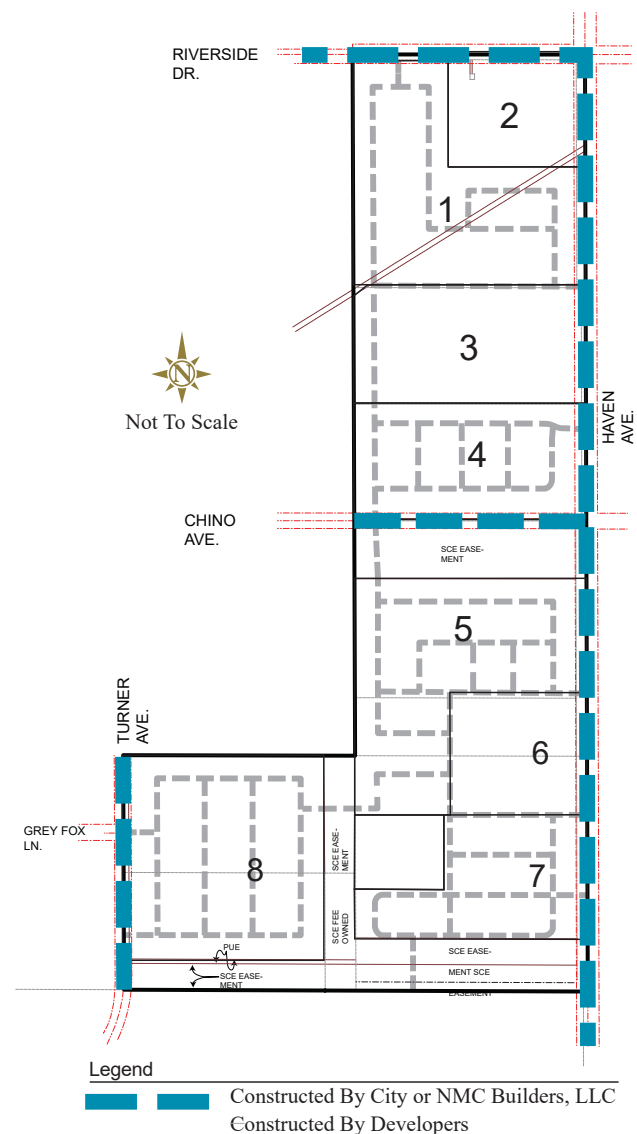 RIVERSIDE
DR.
2
1
3
N
Not To Scale
HAVEN
AVE.
4
CHINO
AVE.
SCE EASE-
MENT
5
TURNER
AVE.
6
GREY FOX
LN.
8
SCE EASE-
MENT
7
SCE FEE
OWNED
PUE
SCE EASE-
MENT
SCE EASE-
MENT SCE
EASEMENT
Legend
Constructed By City or NMC Builders, LLC
Constructed By Developers